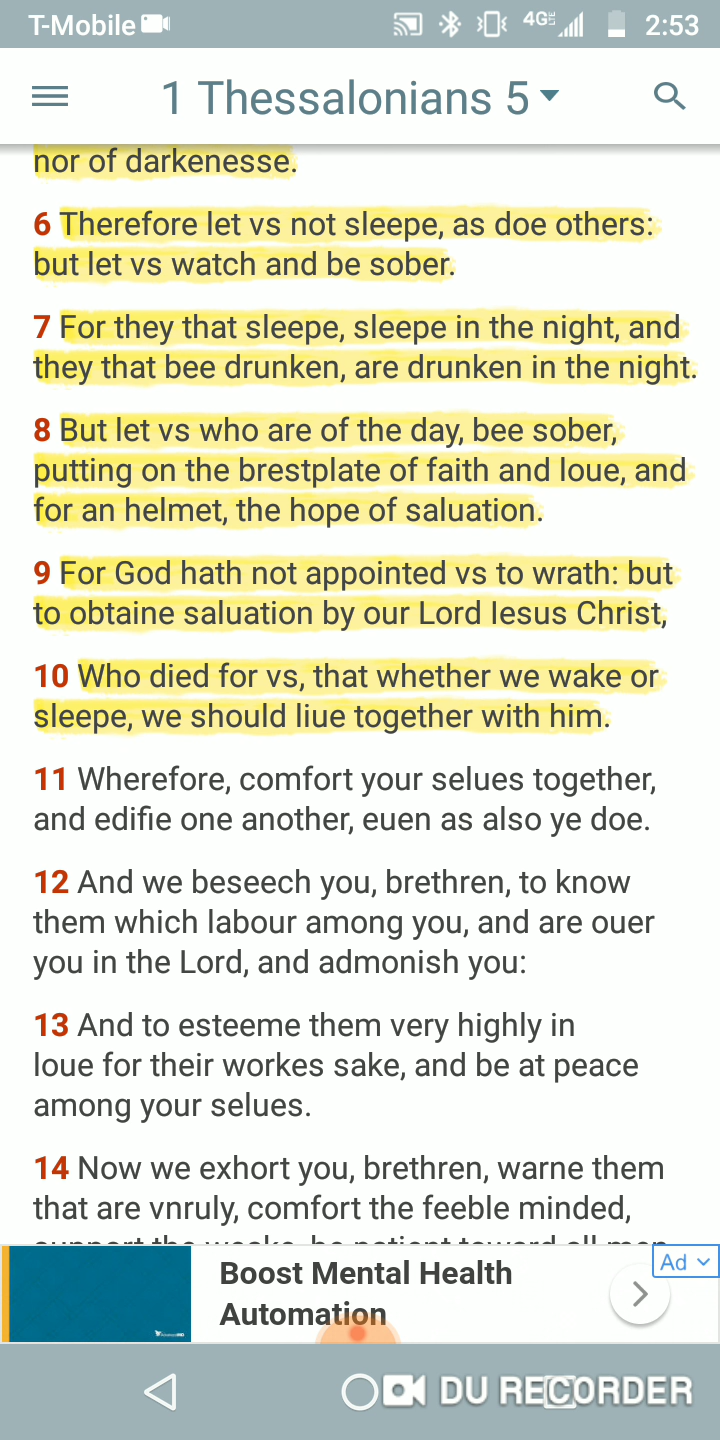 T-Mobile 4G LTE 2:53
1 Thessalonians 5
nor of darkenesse.
6 Therefore let vs not sleepe, as doe others:
but let vs watch and be sober.
7 For they that sleepe, sleepe in the night, and
they that bee drunken, are drunken in the night.
8 But let vs who are of the day, bee sober,
putting on the brestplate of faith and loue, and
for an helmet, the hope of saluation.
9 For God hath not appointed vs to wrath: but
to obtaine saluation by our Lord Iesus Christ,
10 Who died for vs, that whether we wake or
sleepe, we should liue together with him.
11 Wherefore, comfort your selues together,
and edifie one another, euen as also ye doe.
12 And we beseech you, brethren, to know
them which labour among you, and are ouer
you in the Lord, and admonish you:
13 And to esteeme them very highly in
loue for their workes sake, and be at peace
among your selues.
14 Now we exhort you, brethren, warne them
that are vnruly, comfort the feeble minded,
support the weake, be patient toward all men.
Ad
Boost Mental Health
Automation
DU RECORDER